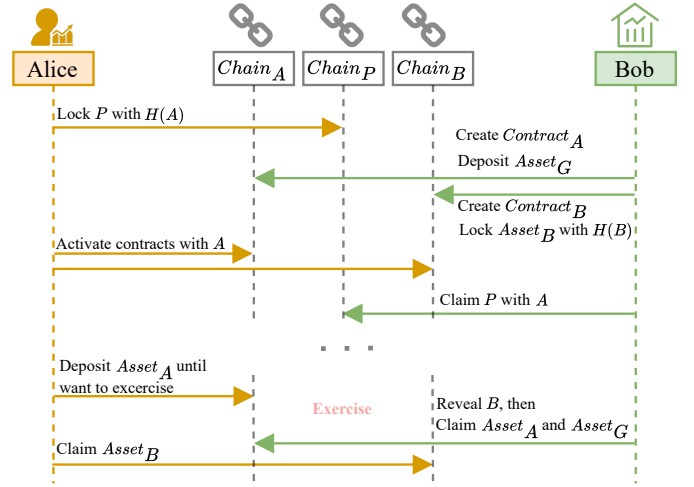 Alice
Chain_A
Chain_P
Chain_B
Bob
Lock P with H(A)
Create Contract_A
Deposit Asset_G
Create Contract_B
Lock Asset_B with H(B)
Activate contracts with A
Claim P with A
. . .
Deposit Asset_A until
want to excercise
Exercise
Reveal B, then
Claim Asset_A and Asset_G
Claim Asset_B